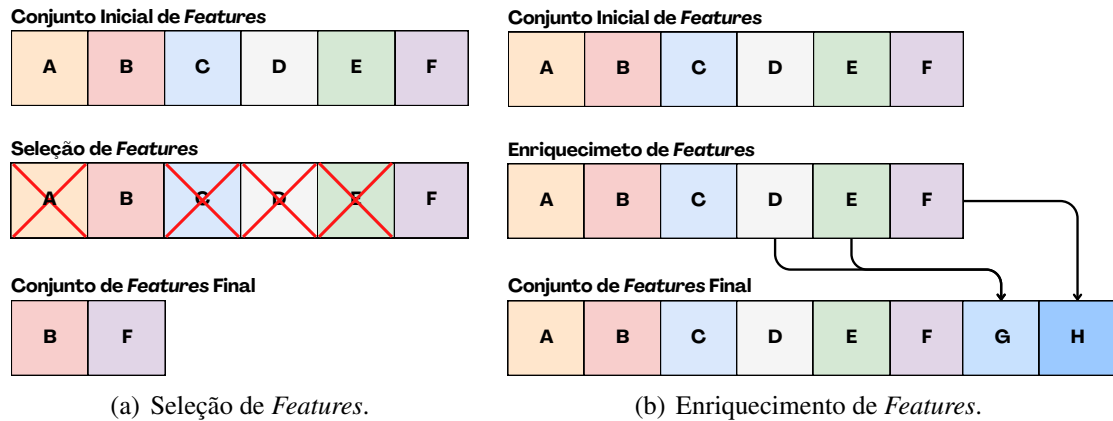 Conjunto Inicial de Features
A B C D E F
Seleção de Features
A B C D E F
Conjunto de Features Final
B F
(a) Seleção de Features.
Conjunto Inicial de Features
A B C D E F
Enriquecimeto de Features
A B C D E F
Conjunto de Features Final
A B C D E F G H
(b) Enriquecimento de Features.